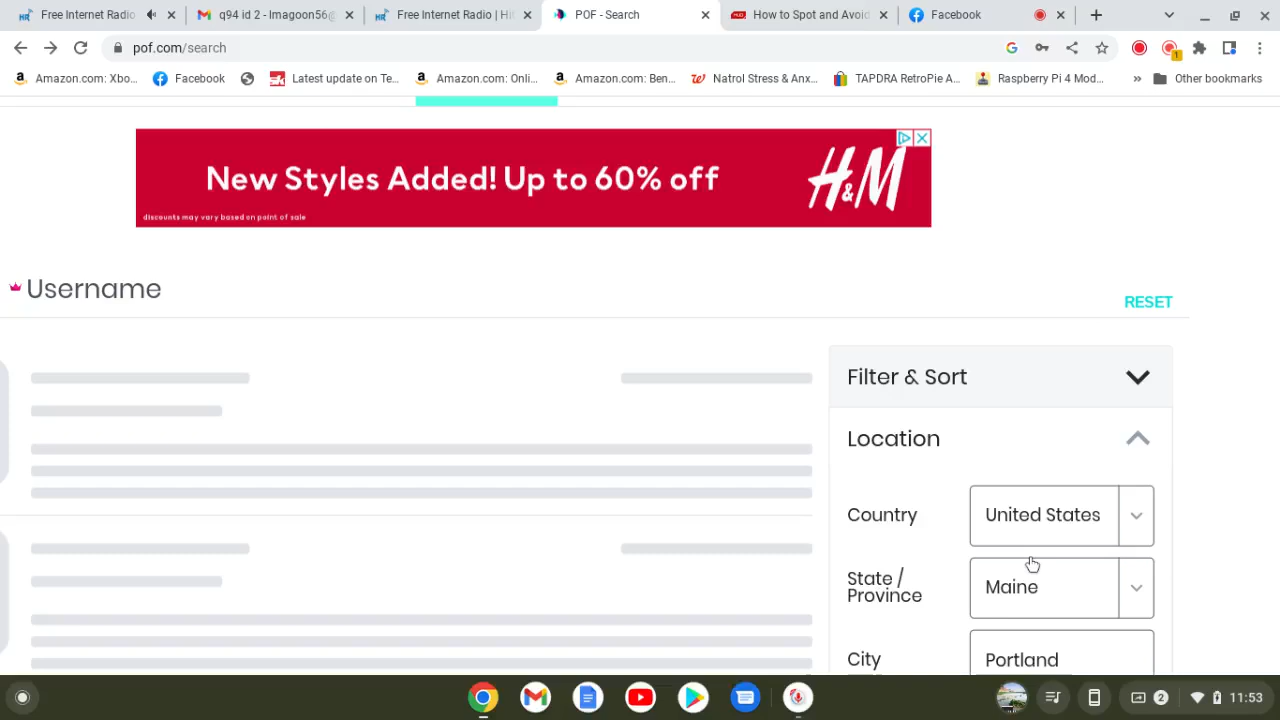 Free Internet Radio
q94 id 2 - Imagoon56@
Free Internet Radio | Hit
POF - Search
How to Spot and Avoid
Facebook
pof.com/search
Amazon.com: Xbo...
Facebook
Latest update on Te...
Amazon.com: Onli...
Amazon.com: Ben...
Natrol Stress & Anx...
TAPDRA RetroPie A...
Raspberry Pi 4 Mod...
Other bookmarks
New Styles Added! Up to 60% off
H&M
discounts may vary based on point of sale
Username
RESET
Filter & Sort
Location
Country
United States
State /
Province
Maine
City
Portland
2
11:53